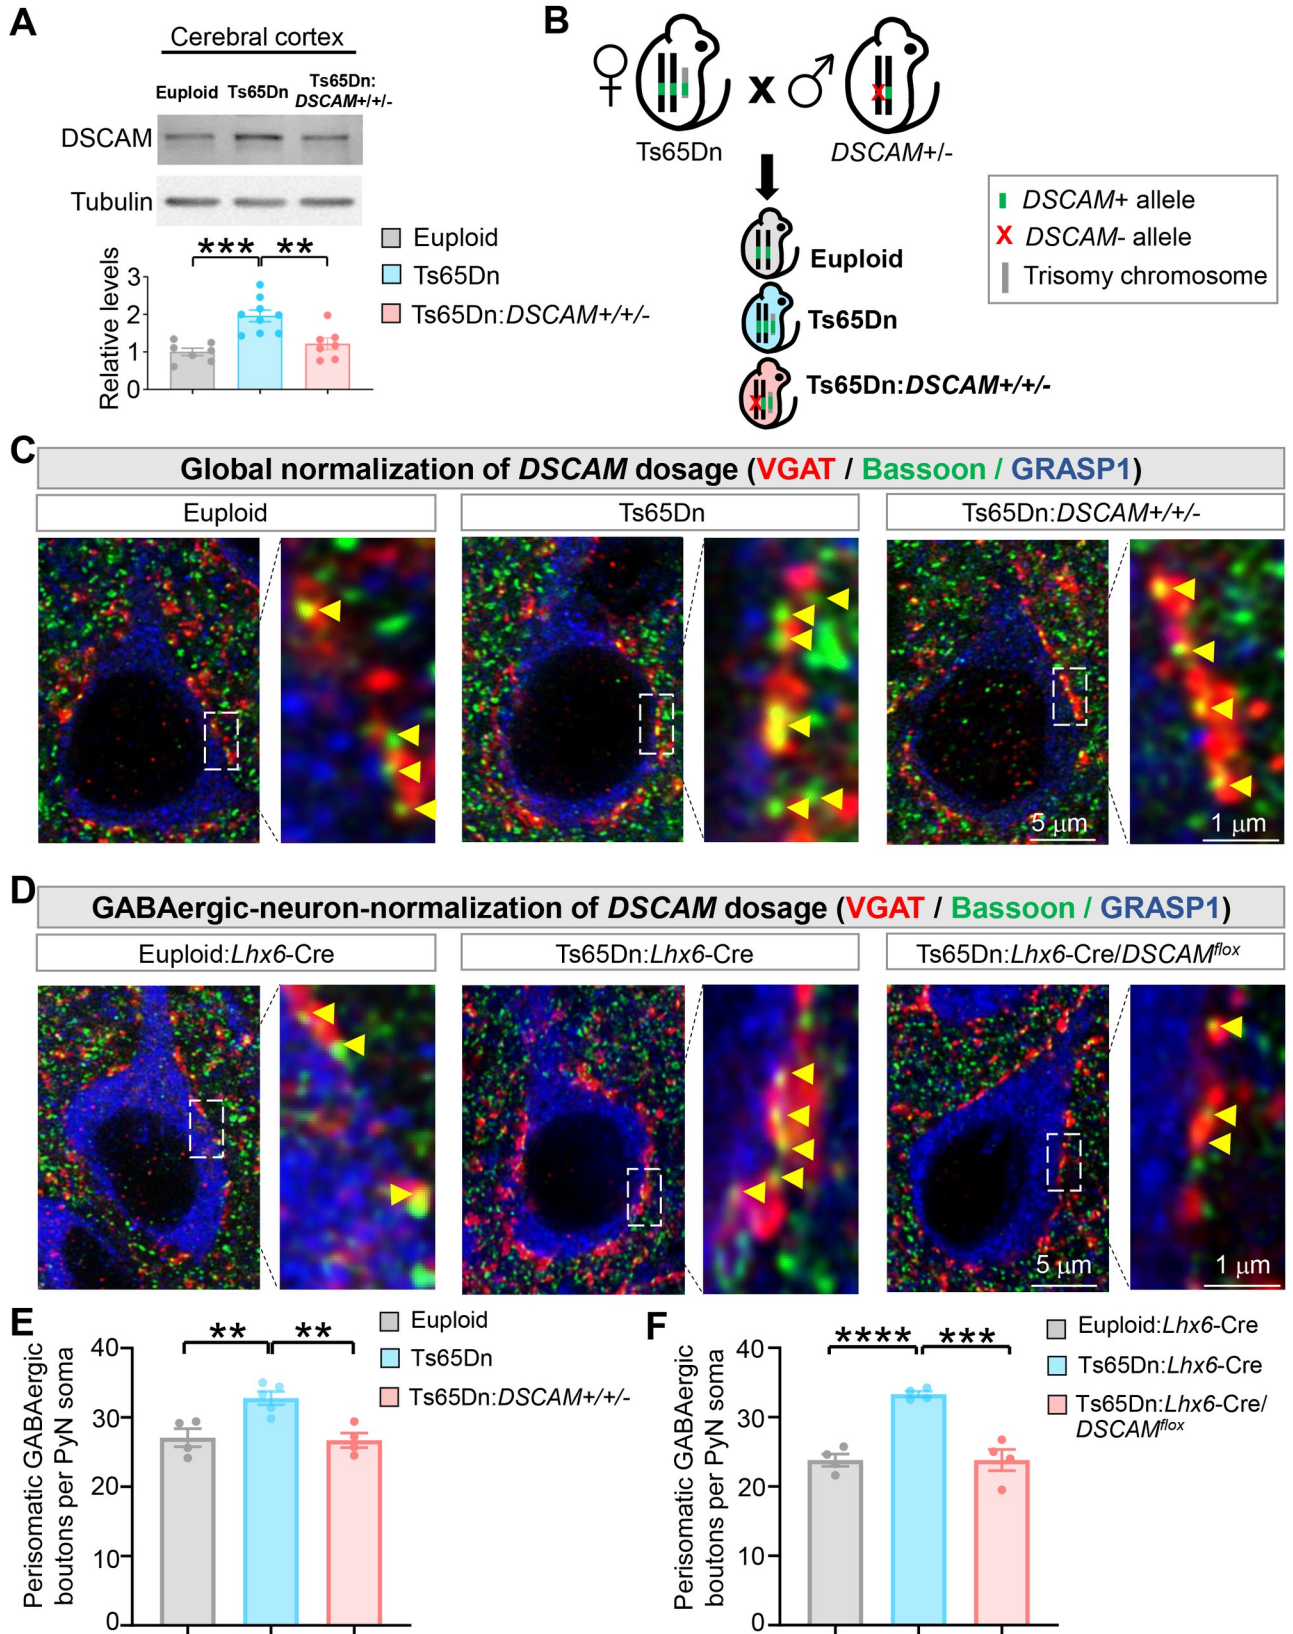 A
Cerebral cortex
Euploid Ts65Dn Ts65Dn:
DSCAM+/+/-
DSCAM
Tubulin
*** **
Relative levels
3
2
1
0
Euploid
Ts65Dn
Ts65Dn:DSCAM+/+/-
B
♀ x ♂
Ts65Dn DSCAM+/-
Euploid
Ts65Dn
Ts65Dn:DSCAM+/+/-
DSCAM+ allele
X DSCAM- allele
Trisomy chromosome
C
Global normalization of DSCAM dosage (VGAT / Bassoon / GRASP1)
Euploid Ts65Dn Ts65Dn:DSCAM+/+/-
5 μm 1 μm
D
GABAergic-neuron-normalization of DSCAM dosage (VGAT / Bassoon / GRASP1)
Euploid:Lhx6-Cre Ts65Dn:Lhx6-Cre Ts65Dn:Lhx6-Cre/DSCAMflox
5 μm 1 μm
E
Perisomatic GABAergic
boutons per PyN soma
40
30
20
10
0
** **
Euploid
Ts65Dn
Ts65Dn:DSCAM+/+/-
F
Perisomatic GABAergic
boutons per PyN soma
40
30
20
10
0
**** ***
Euploid:Lhx6-Cre
Ts65Dn:Lhx6-Cre
Ts65Dn:Lhx6-Cre/
DSCAMflox